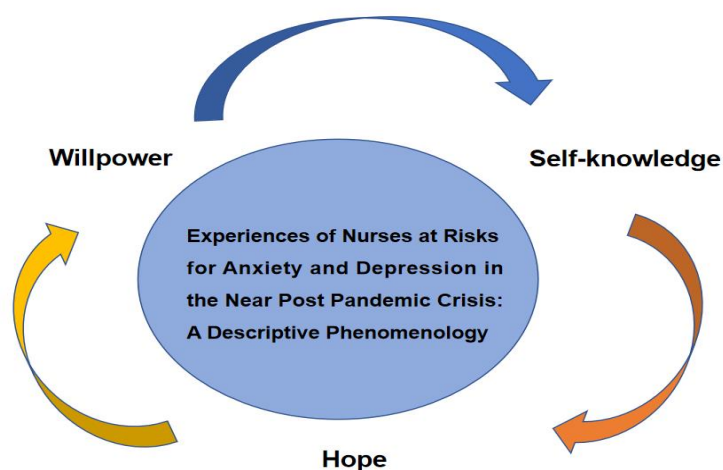 Willpower
Self-knowledge
Experiences of Nurses at Risks
for Anxiety and Depression in
the Near Post Pandemic Crisis:
A Descriptive Phenomenology
Hope